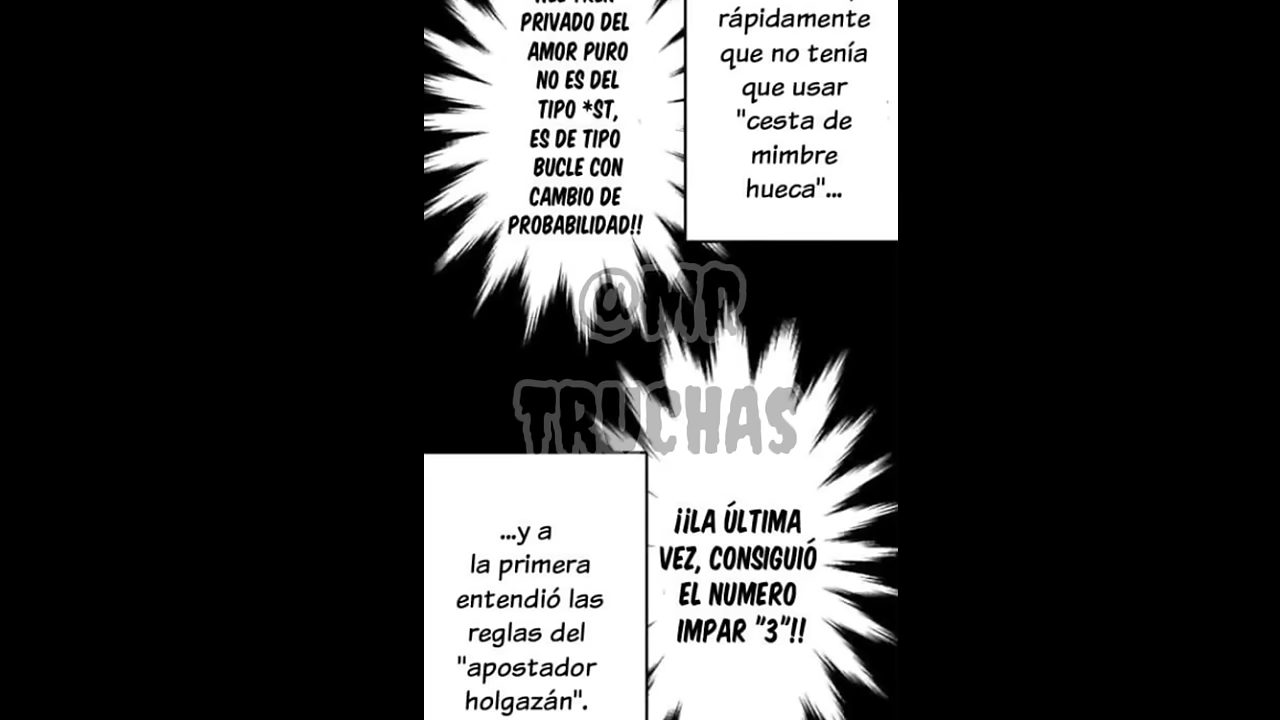 rápidamente
que no tenía
que usar
"cesta de
mimbre
hueca"...
PRIVADO DEL
AMOR PURO
NO ES DEL
TIPO *ST,
ES DE TIPO
BUCLE CON
CAMBIO DE
PROBABILIDAD!!
@MR
TRUCHAS
¡¡LA ÚLTIMA
VEZ, CONSIGUIÓ
EL NUMERO
IMPAR "3"!!
...y a
la primera
entendió las
reglas del
"apostador
holgazán".